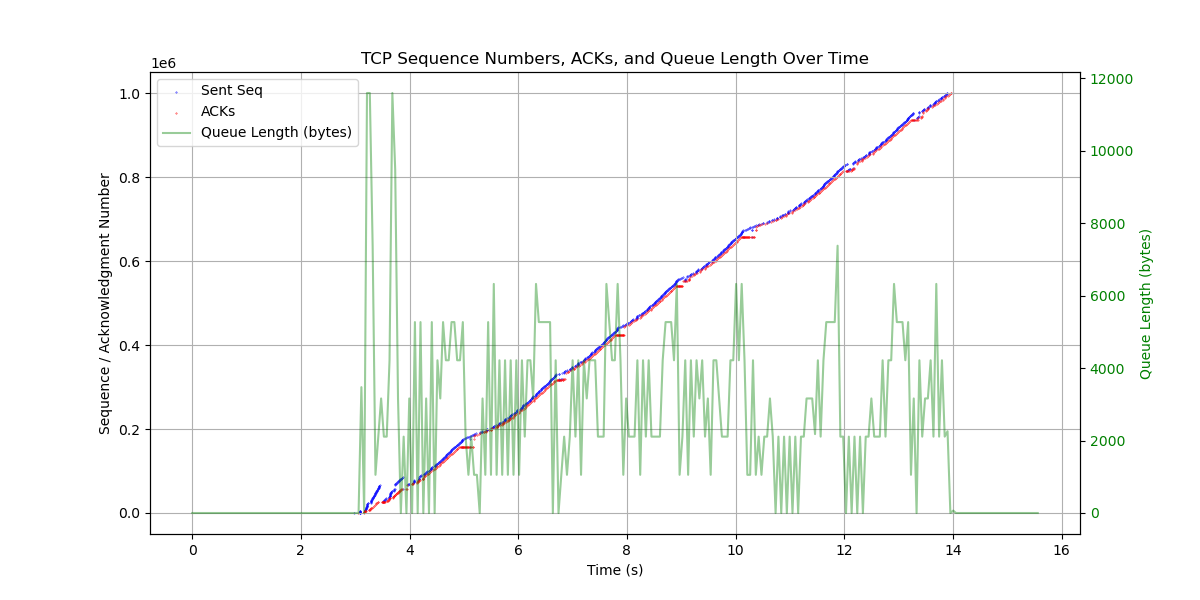 TCP Sequence Numbers, ACKs, and Queue Length Over Time
1e6
Sent Seq
ACKs
Queue Length (bytes)
1.0
0.8
0.6
0.4
0.2
0.0
Sequence / Acknowledgment Number
12000
10000
8000
6000
4000
2000
0
Queue Length (bytes)
0 2 4 6 8 10 12 14 16
Time (s)